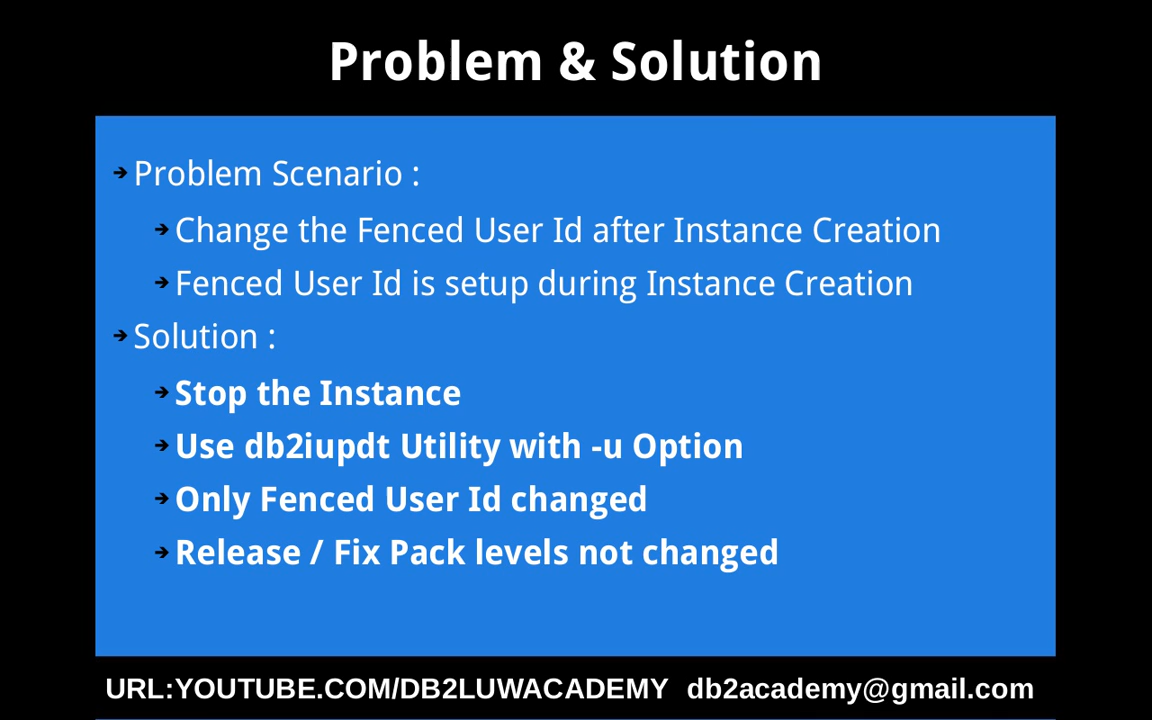 Problem & Solution
Problem Scenario :
Change the Fenced User Id after Instance Creation
Fenced User Id is setup during Instance Creation
Solution :
Stop the Instance
Use db2iupdt Utility with -u Option
Only Fenced User Id changed
Release / Fix Pack levels not changed
URL:YOUTUBE.COM/DB2LUWACADEMY db2academy@gmail.com